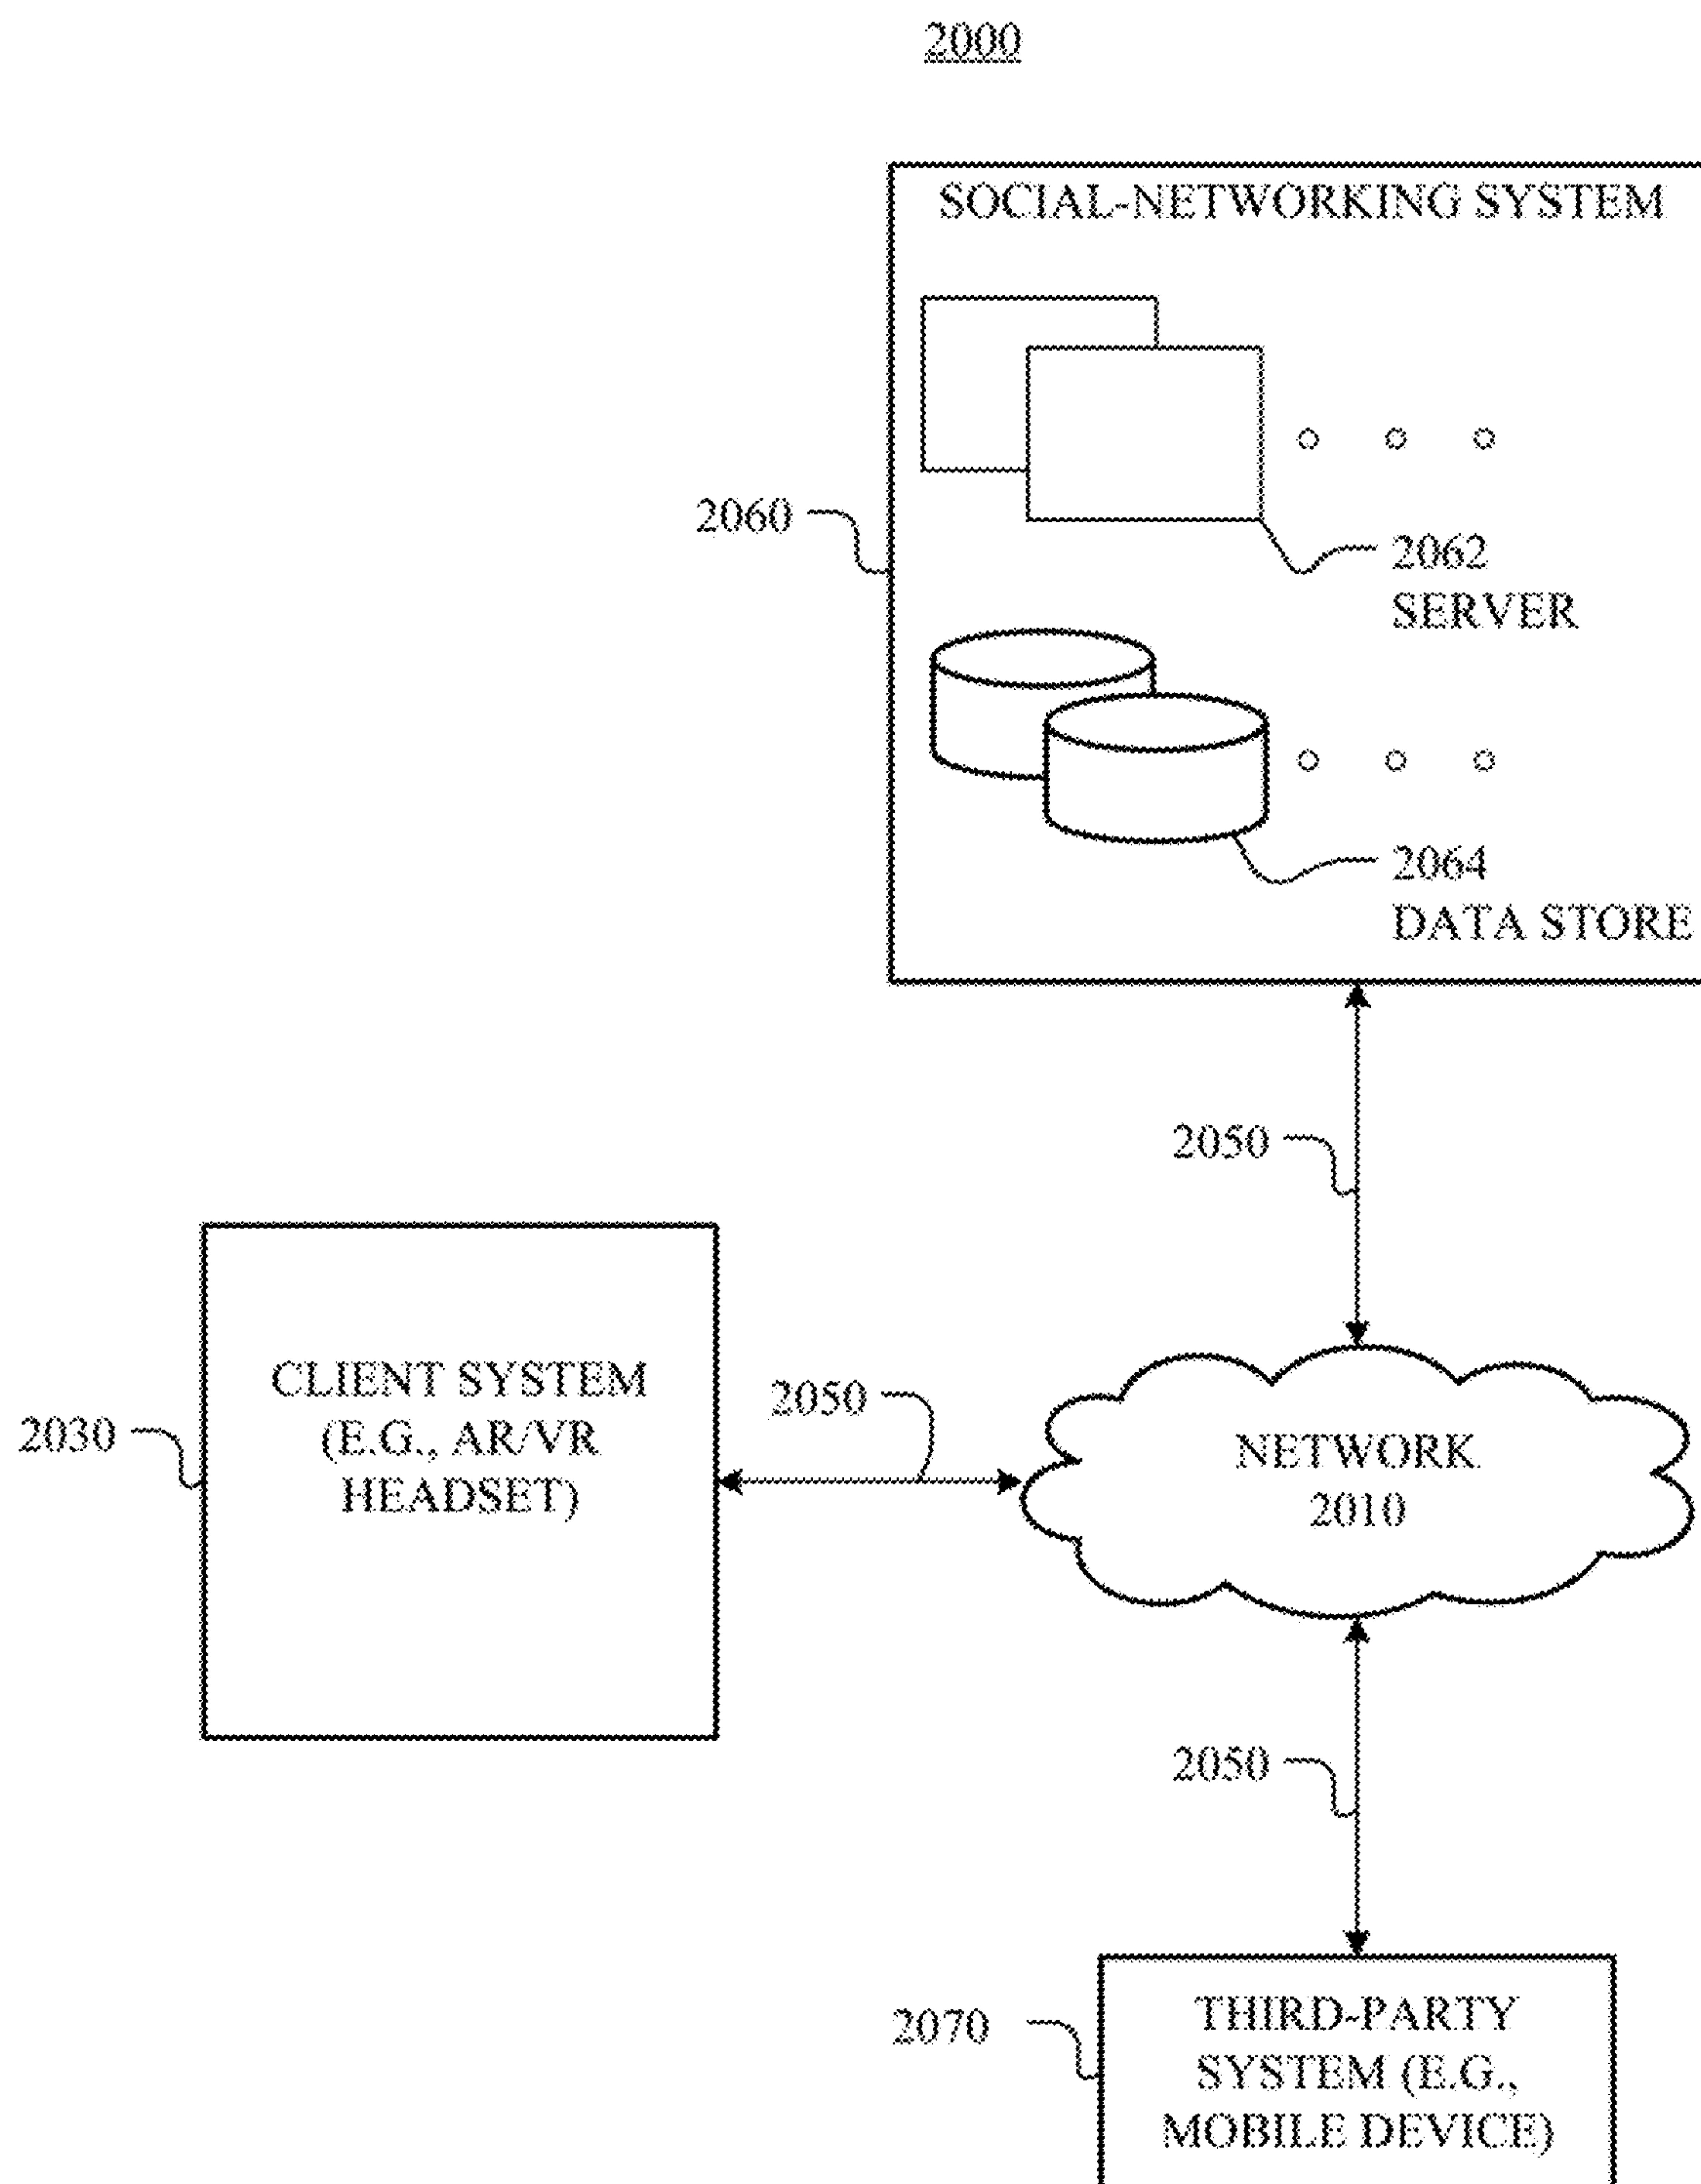 2000
SOCIAL-NETWORKING SYSTEM
2060
2062
SERVER
2064
DATA STORE
2050
CLIENT SYSTEM
(E.G., AR/VR
HEADSET)
2030
2050
NETWORK
2010
2050
2070
THIRD-PARTY
SYSTEM (E.G.,
MOBILE DEVICE)